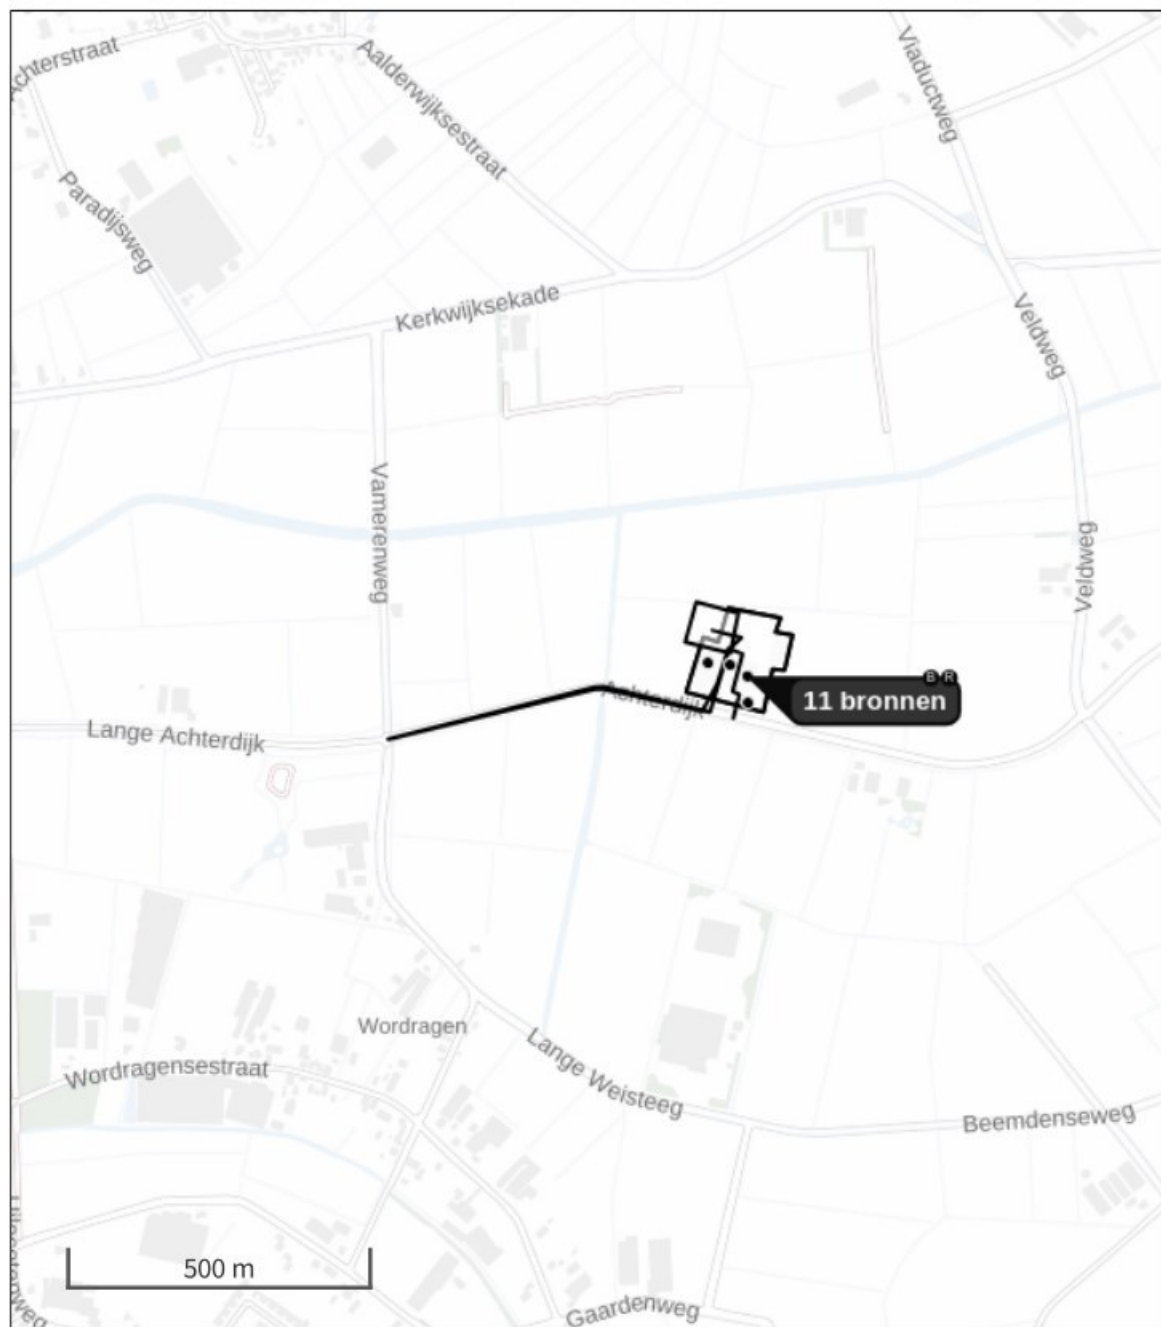 Achterstraat
Aalderwijksestraat
Viaductweg
Paradijsweg
Kerkwijksekade
Veldweg
Vamerenweg
Veldweg
B R
11 bronnen
Achterdijk
Lange Achterdijk
Wordragen
Wordragensestraat
Lange Weisteeg
Beemdenseweg
500 m
Gaardenweg